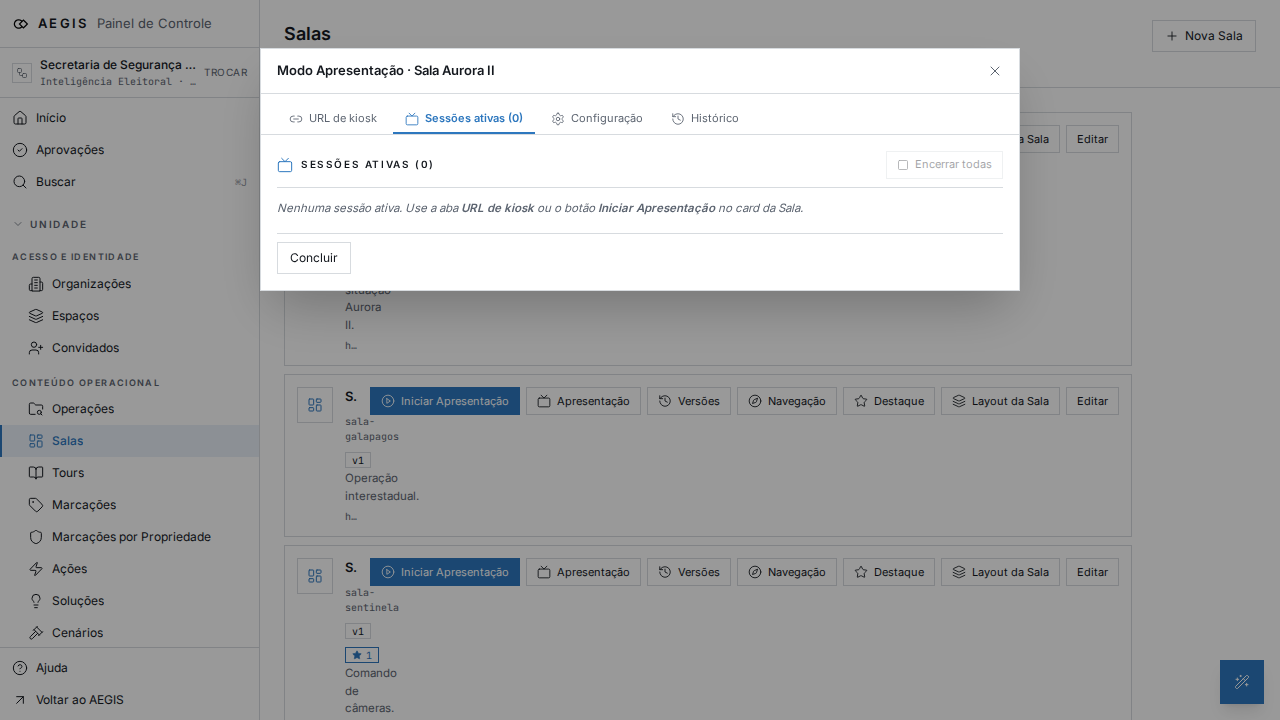 AEGIS Painel de Controle
Secretaria de Segurança ...
Inteligência Eleitoral · …
TROCAR
Início
Aprovações
Buscar ⌘J
UNIDADE
ACESSO E IDENTIDADE
Organizações
Espaços
Convidados
CONTEÚDO OPERACIONAL
Operações
Salas
Tours
Marcações
Marcações por Propriedade
Ações
Soluções
Cenários
Ajuda
Voltar ao AEGIS
Salas
Nova Sala
Modo Apresentação · Sala Aurora II
URL de kiosk
Sessões ativas (0)
Configuração
Histórico
SESSÕES ATIVAS (0)
Encerrar todas
Nenhuma sessão ativa. Use a aba URL de kiosk ou o botão Iniciar Apresentação no card da Sala.
Concluir
a Sala
Editar
situação
Aurora
II.
h…
S.
Iniciar Apresentação
Apresentação
Versões
Navegação
Destaque
Layout da Sala
Editar
sala-
galapagos
v1
Operação
interestadual.
h…
S.
Iniciar Apresentação
Apresentação
Versões
Navegação
Destaque
Layout da Sala
Editar
sala-
sentinela
v1
1
Comando
de
câmeras.